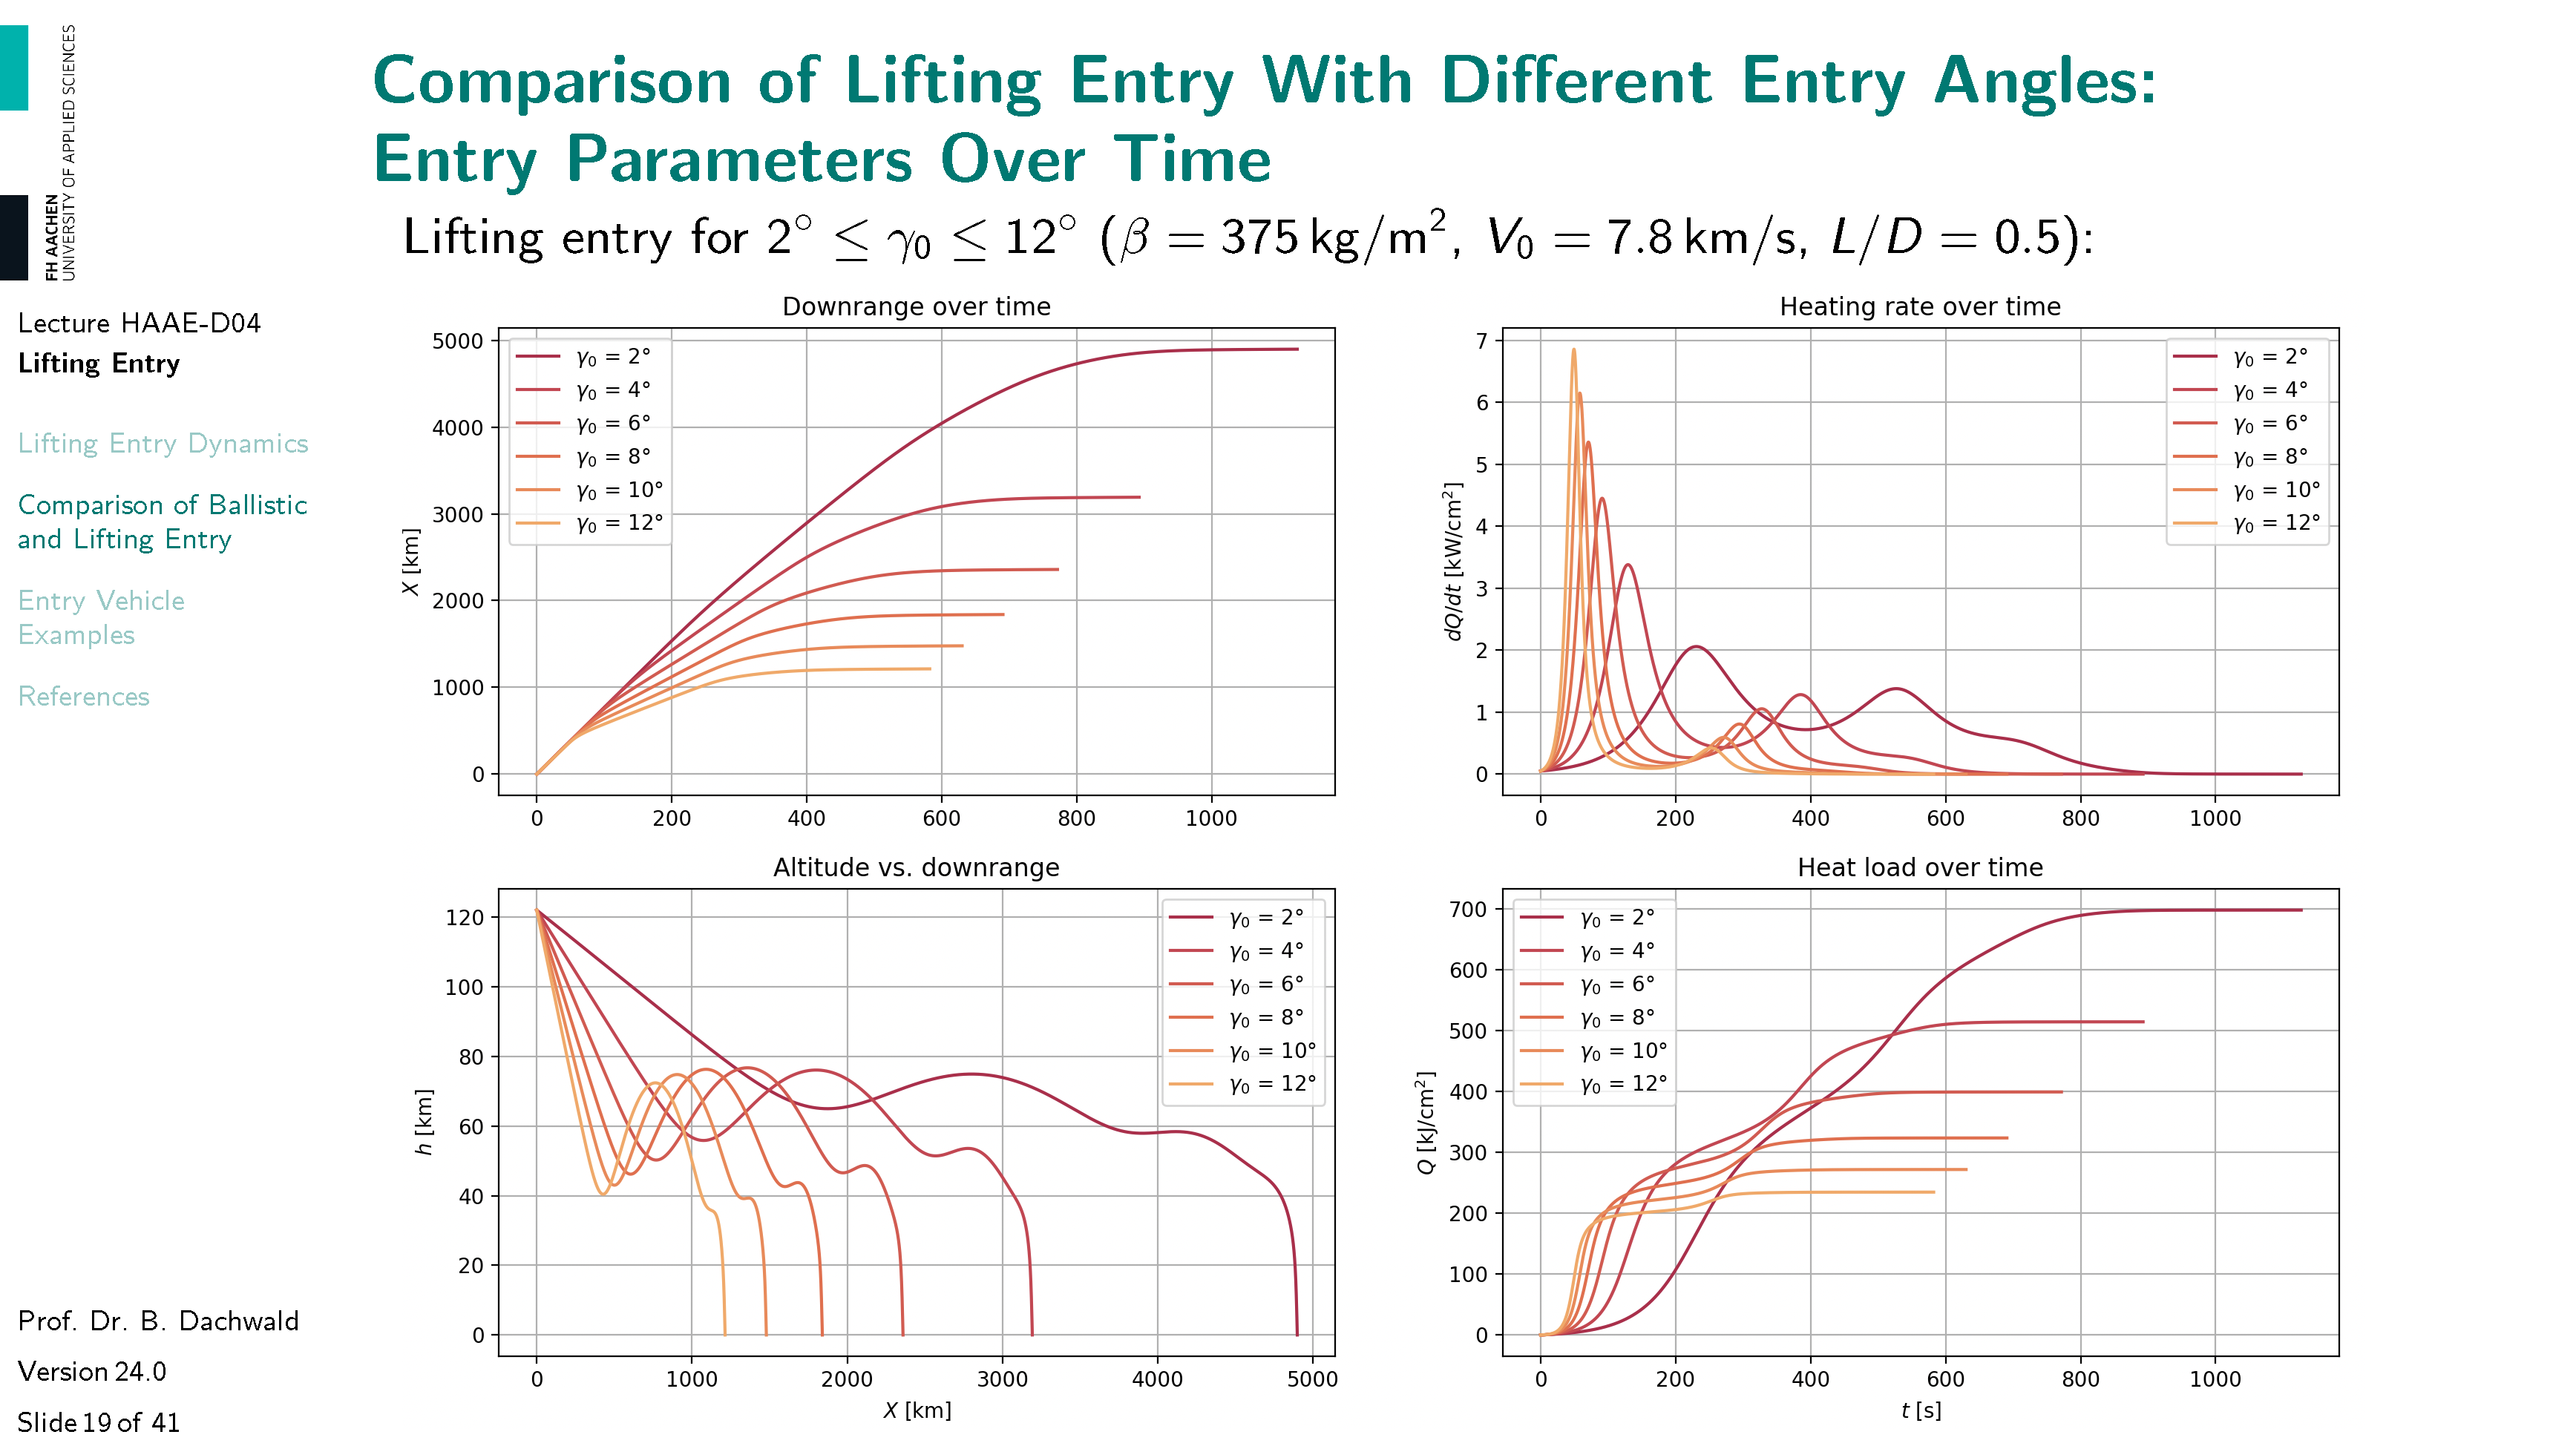 FH AACHEN
UNIVERSITY OF APPLIED SCIENCES
Lecture HAAE-D04
Lifting Entry
Lifting Entry Dynamics
Comparison of Ballistic
and Lifting Entry
Entry Vehicle
Examples
References
Prof. Dr. B. Dachwald
Version 24.0
Slide 19 of 41
Comparison of Lifting Entry With Different Entry Angles:
Entry Parameters Over Time
Lifting entry for 2° ≤ γ₀ ≤ 12° (β = 375 kg/m², V₀ = 7.8 km/s, L/D = 0.5):
Downrange over time
X [km]
5000
4000
3000
2000
1000
0
γ₀ = 2°
γ₀ = 4°
γ₀ = 6°
γ₀ = 8°
γ₀ = 10°
γ₀ = 12°
0 200 400 600 800 1000
Heating rate over time
dQ/dt [kW/cm²]
7
6
5
4
3
2
1
0
γ₀ = 2°
γ₀ = 4°
γ₀ = 6°
γ₀ = 8°
γ₀ = 10°
γ₀ = 12°
0 200 400 600 800 1000
Altitude vs. downrange
h [km]
120
100
80
60
40
20
0
γ₀ = 2°
γ₀ = 4°
γ₀ = 6°
γ₀ = 8°
γ₀ = 10°
γ₀ = 12°
0 1000 2000 3000 4000 5000
X [km]
Heat load over time
Q [kJ/cm²]
700
600
500
400
300
200
100
0
γ₀ = 2°
γ₀ = 4°
γ₀ = 6°
γ₀ = 8°
γ₀ = 10°
γ₀ = 12°
0 200 400 600 800 1000
t [s]